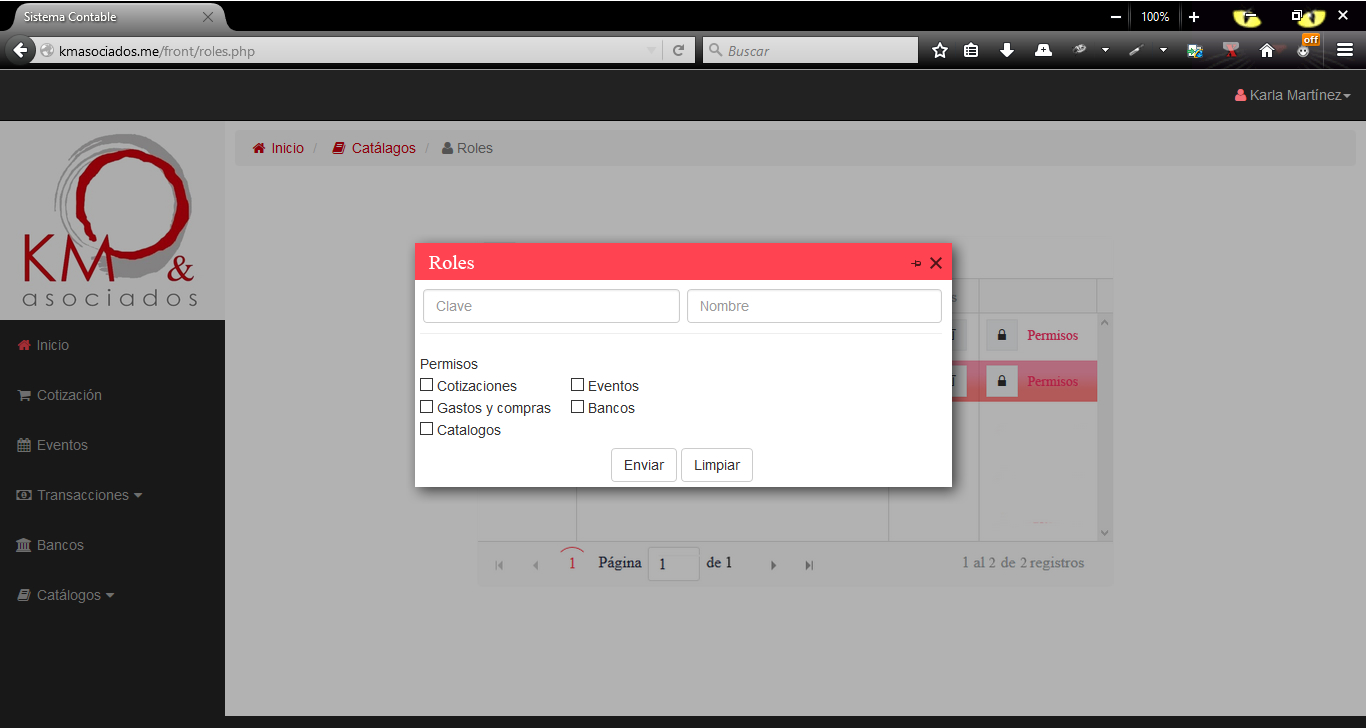 Sistema Contable
100%
kmasociados.me/front/roles.php
Buscar
off
Karla Martínez
KM &
asociados
Inicio / Catálagos / Roles
Inicio
Cotización
Eventos
Transacciones
Bancos
Catálogos
Roles
Clave
Nombre
Permisos
Cotizaciones
Eventos
Gastos y compras
Bancos
Catalogos
Enviar
Limpiar
Permisos
Permisos
1 Página 1 de 1
1 al 2 de 2 registros